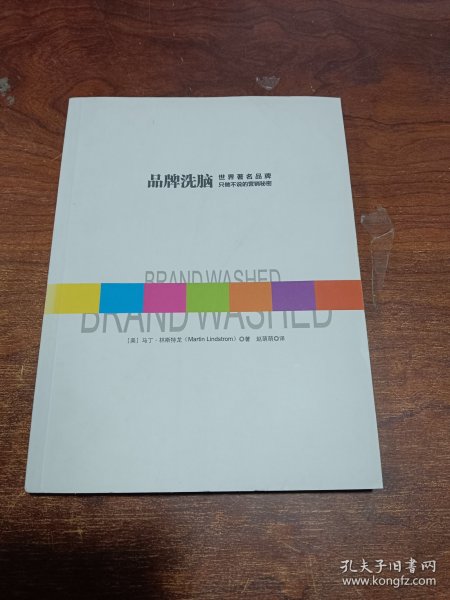 品牌洗脑 世界著名品牌
只做不说的营销秘密
BRAND WASHED
BRAND WASHED
[美] 马丁·林斯特龙 (Martin Lindstrom) ◎著 赵萌萌◎译
孔夫子旧书网
www.kongfz.com